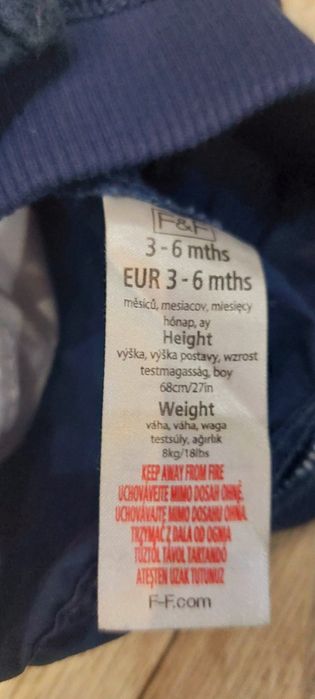 F&F
3-6 mths
EUR 3-6 mths
měsíců, mesiacov, miesięcy
hónap, ay
Height
výška, výška postavy, wzrost
testmagasság, boy
68cm/27in
Weight
váha, váha, waga
testsúly, ağırlık
8kg/18lbs
KEEP AWAY FROM FIRE
UCHOVÁVEJTE MIMO DOSAH OHNĚ.
UCHOVÁVAJTE MIMO DOSAHU OHŇA.
TRZYMAĆ Z DALA OD OGNIA
TŰZTŐL TÁVOL TARTANDÓ
ATEŞTEN UZAK TUTUNUZ
F-F.com